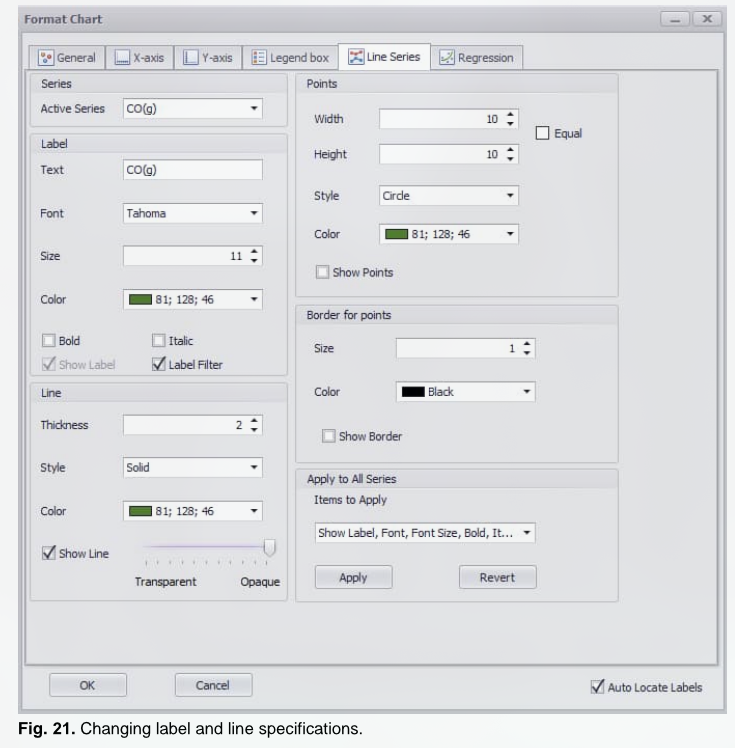 Format Chart
General X-axis Y-axis Legend box Line Series Regression
Series
Active Series CO(g)
Label
Text CO(g)
Font Tahoma
Size 11
Color 81; 128; 46
Bold Italic
Show Label Label Filter
Line
Thickness 2
Style Solid
Color 81; 128; 46
Show Line
Transparent Opaque
Points
Width 10
Equal
Height 10
Style Circle
Color 81; 128; 46
Show Points
Border for points
Size 1
Color Black
Show Border
Apply to All Series
Items to Apply
Show Label, Font, Font Size, Bold, It...
Apply Revert
OK Cancel Auto Locate Labels
Fig. 21. Changing label and line specifications.